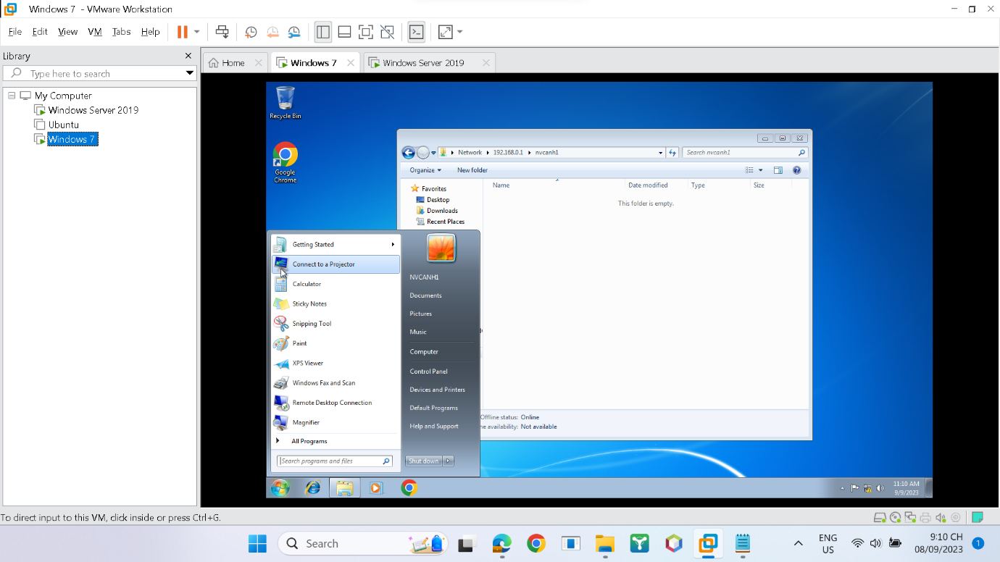 Windows 7 - VMware Workstation
File Edit View VM Tabs Help
Library
Type here to search
My Computer
Windows Server 2019
Ubuntu
Windows 7
Home
Windows 7
Windows Server 2019
Recycle Bin
Google
Chrome
Network 192.168.0.1 nvcanh1
Search nvcanh1
Organize New folder
Favorites
Desktop
Downloads
Recent Places
Name Date modified Type Size
This folder is empty.
Offline status: Online
availability: Not available
Getting Started
Connect to a Projector
Calculator
Sticky Notes
Snipping Tool
Paint
XPS Viewer
Windows Fax and Scan
Remote Desktop Connection
Magnifier
All Programs
Search programs and files
NVCANH1
Documents
Pictures
Music
Computer
Control Panel
Devices and Printers
Default Programs
Help and Support
Shut down
11:10 AM
9/9/2023
To direct input to this VM, click inside or press Ctrl+G.
Search
ENG
US
9:10 CH
08/09/2023
1